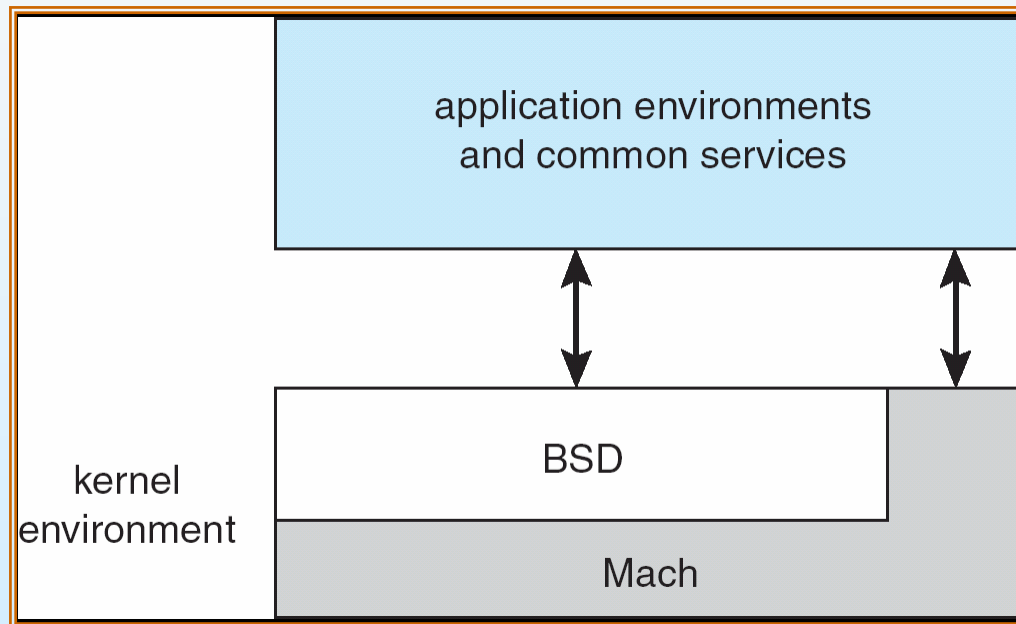 application environments
and common services
BSD
kernel
environment
Mach